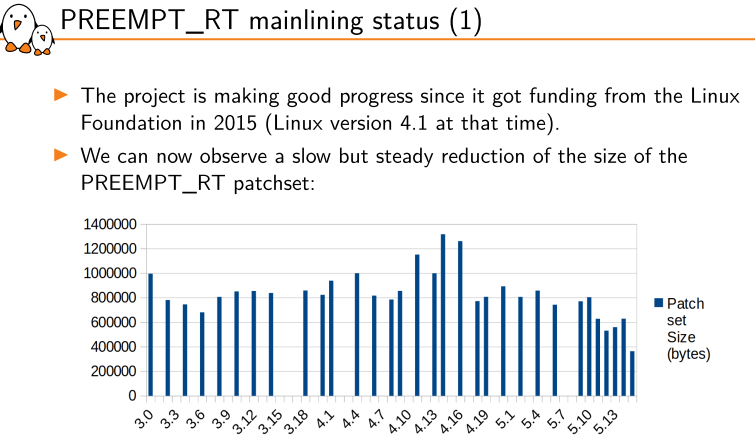 PREEMPT_RT mainlining status (1)
The project is making good progress since it got funding from the Linux
Foundation in 2015 (Linux version 4.1 at that time).
We can now observe a slow but steady reduction of the size of the
PREEMPT_RT patchset:
1400000
1200000
1000000
800000
600000
400000
200000
0
3.0 3.3 3.6 3.9 3.12 3.15 3.18 4.1 4.4 4.7 4.10 4.13 4.16 4.19 5.1 5.4 5.7 5.10 5.13
Patch
set
Size
(bytes)